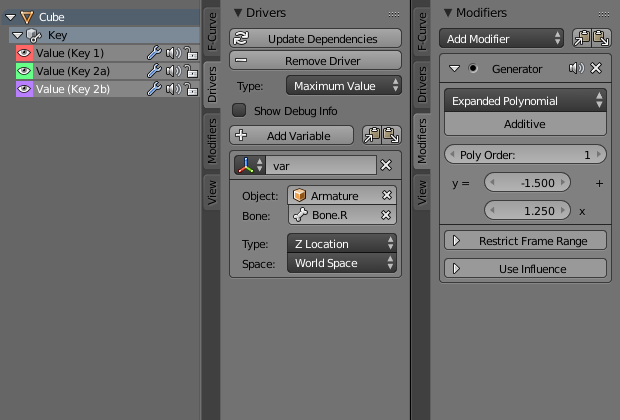 Cube
Key
Value (Key 1)
Value (Key 2a)
Value (Key 2b)
F-Curve
Drivers
Modifiers
View
Drivers
Update Dependencies
Remove Driver
Type: Maximum Value
Show Debug Info
Add Variable
var
Object: Armature
Bone: Bone.R
Type: Z Location
Space: World Space
F-Curve
Drivers
Modifiers
View
Modifiers
Add Modifier
Generator
Expanded Polynomial
Additive
Poly Order: 1
y = -1.500 +
1.250 x
Restrict Frame Range
Use Influence